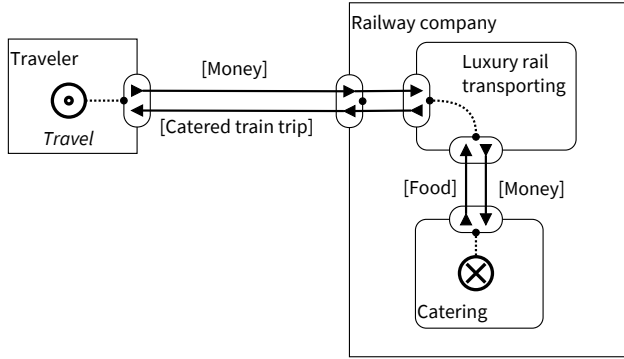 Railway company
Traveler
Luxury rail
transporting
[Money]
[Catered train trip]
Travel
[Food]
[Money]
Catering